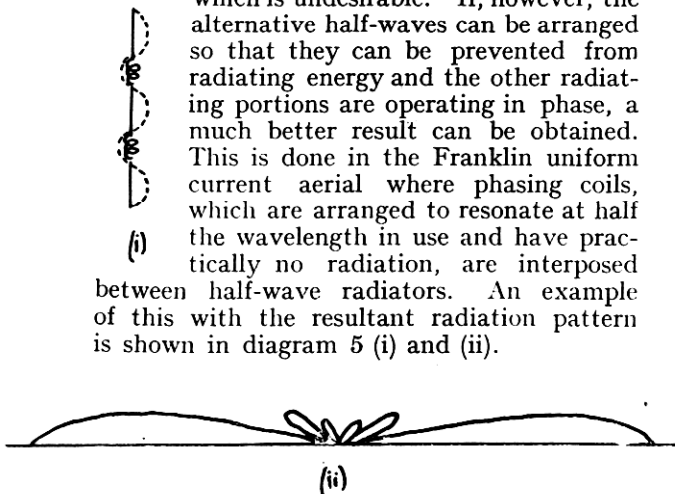 which is undesirable. If, however, the
alternative half-waves can be arranged
so that they can be prevented from
radiating energy and the other radiat-
ing portions are operating in phase, a
much better result can be obtained.
This is done in the Franklin uniform
current aerial where phasing coils,
which are arranged to resonate at half
the wavelength in use and have prac-
tically no radiation, are interposed
between half-wave radiators. An example
of this with the resultant radiation pattern
is shown in diagram 5 (i) and (ii).
(i)
(ii)